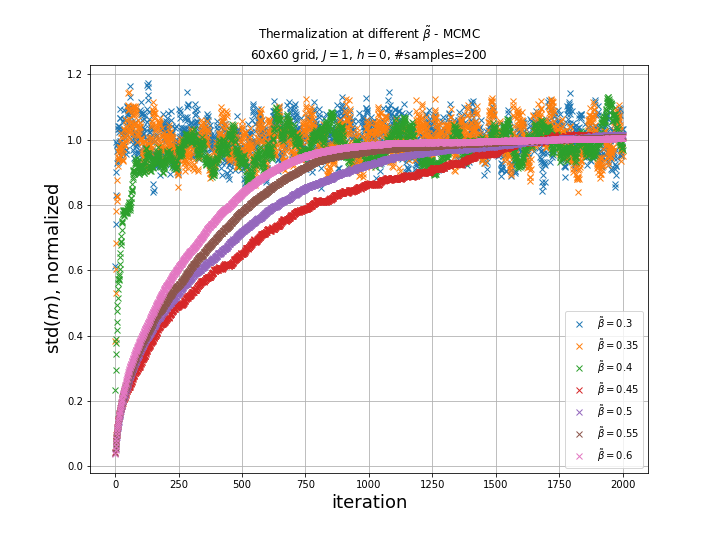 Thermalization at different β̃ - MCMC
60x60 grid, J = 1, h = 0, #samples=200
std(m), normalized
1.2
1.0
0.8
0.6
0.4
0.2
0.0
0 250 500 750 1000 1250 1500 1750 2000
iteration
β̃ = 0.3
β̃ = 0.35
β̃ = 0.4
β̃ = 0.45
β̃ = 0.5
β̃ = 0.55
β̃ = 0.6